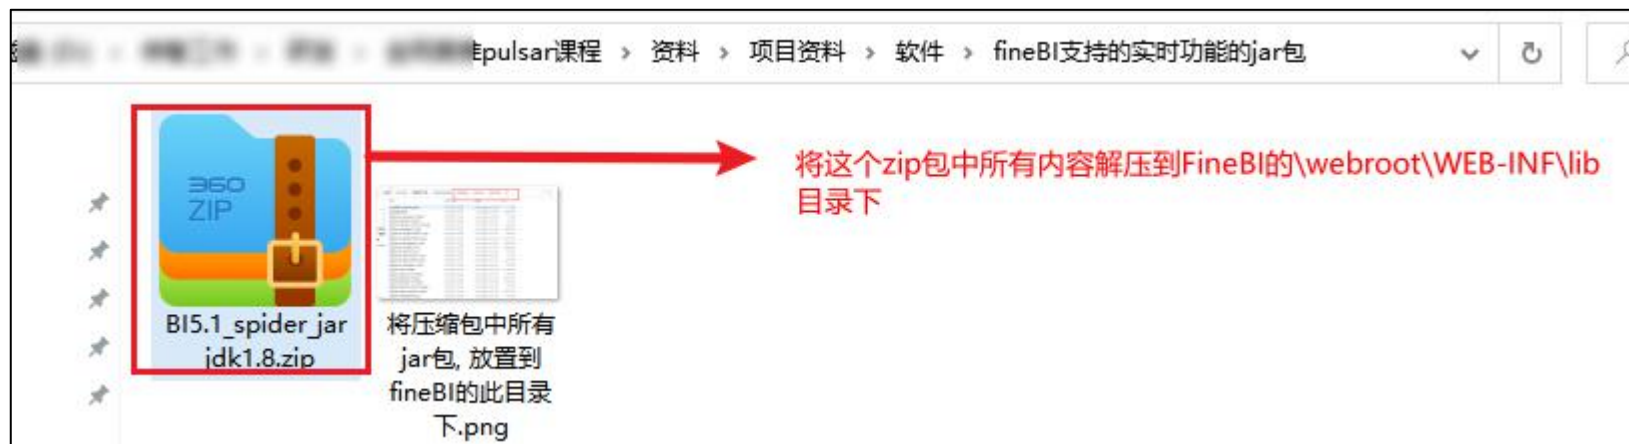 pulsar课程 > 资料 > 项目资料 > 软件 > fineBI支持的实时功能的jar包
将这个zip包中所有内容解压到FineBI的\webroot\WEB-INF\lib
目录下
360
ZIP
BI5.1_spider_jar
jdk1.8.zip
将压缩包中所有
jar包, 放置到
fineBI的此目录
下.png